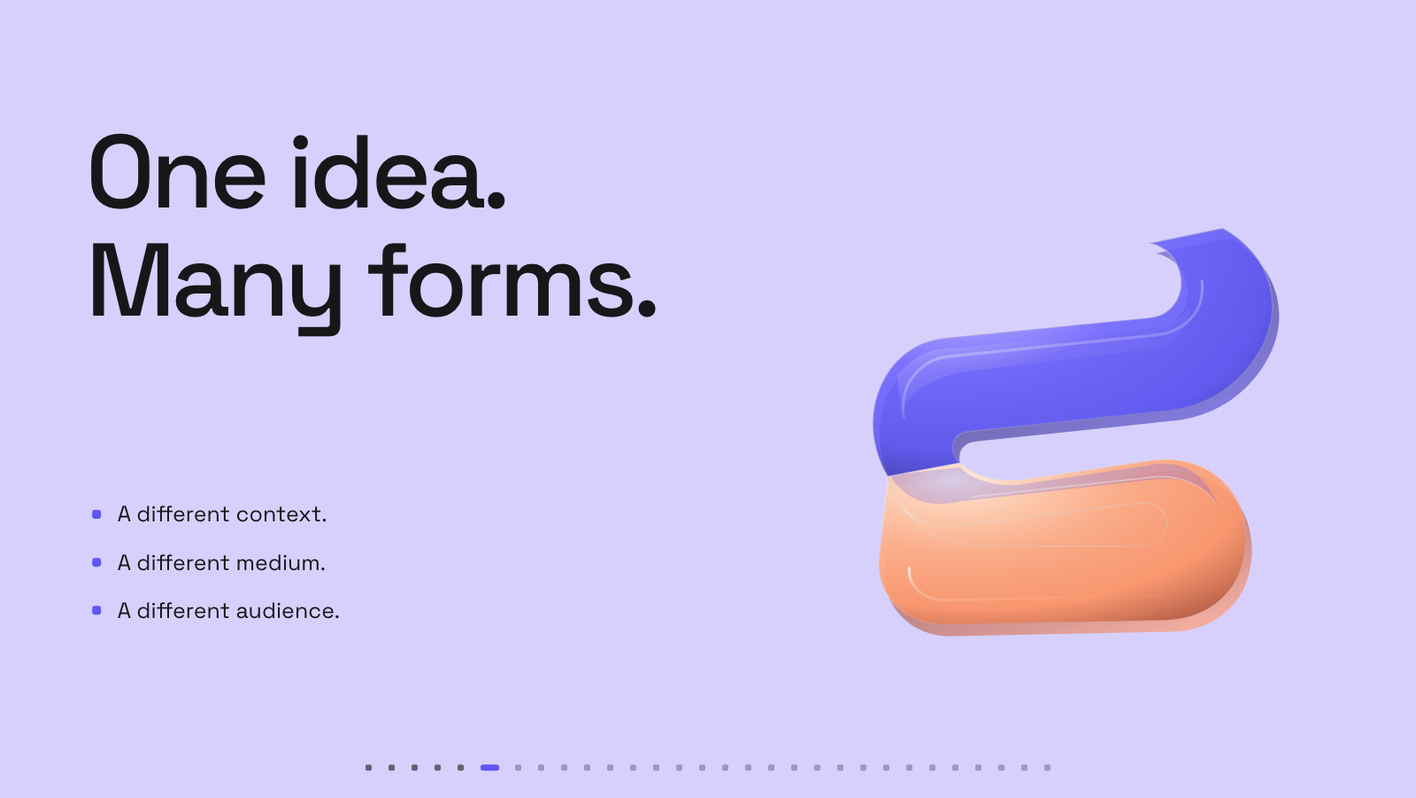 One idea.
Many forms.
A different context.
A different medium.
A different audience.